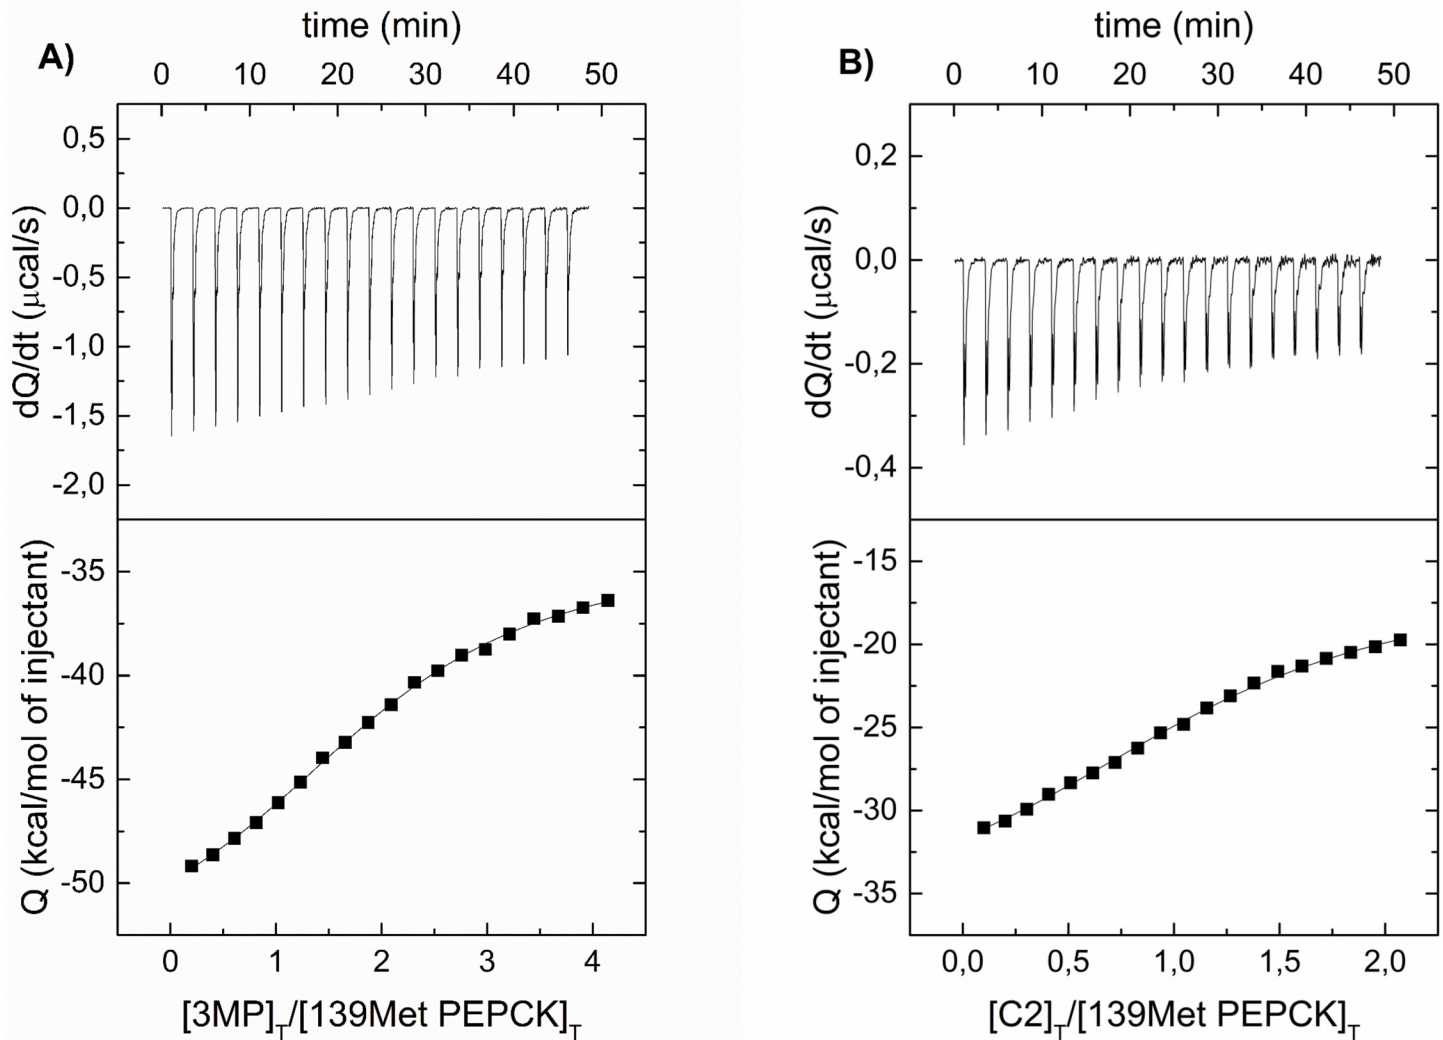 A)
time (min)
0 10 20 30 40 50
dQ/dt (μcal/s)
0,5
0,0
-0,5
-1,0
-1,5
-2,0
Q (kcal/mol of injectant)
-35
-40
-45
-50
0 1 2 3 4
[3MP]T/[139Met PEPCK]T
B)
time (min)
0 10 20 30 40 50
dQ/dt (μcal/s)
0,2
0,0
-0,2
-0,4
Q (kcal/mol of injectant)
-15
-20
-25
-30
-35
0,0 0,5 1,0 1,5 2,0
[C2]T/[139Met PEPCK]T